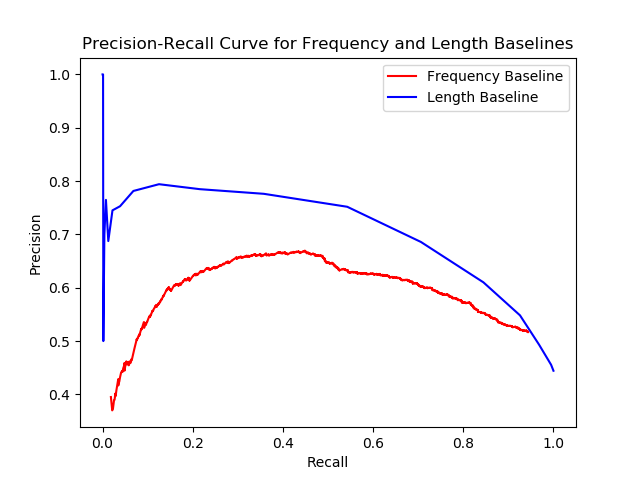 Precision-Recall Curve for Frequency and Length Baselines
Frequency Baseline
Length Baseline
Precision
1.0
0.9
0.8
0.7
0.6
0.5
0.4
0.0 0.2 0.4 0.6 0.8 1.0
Recall